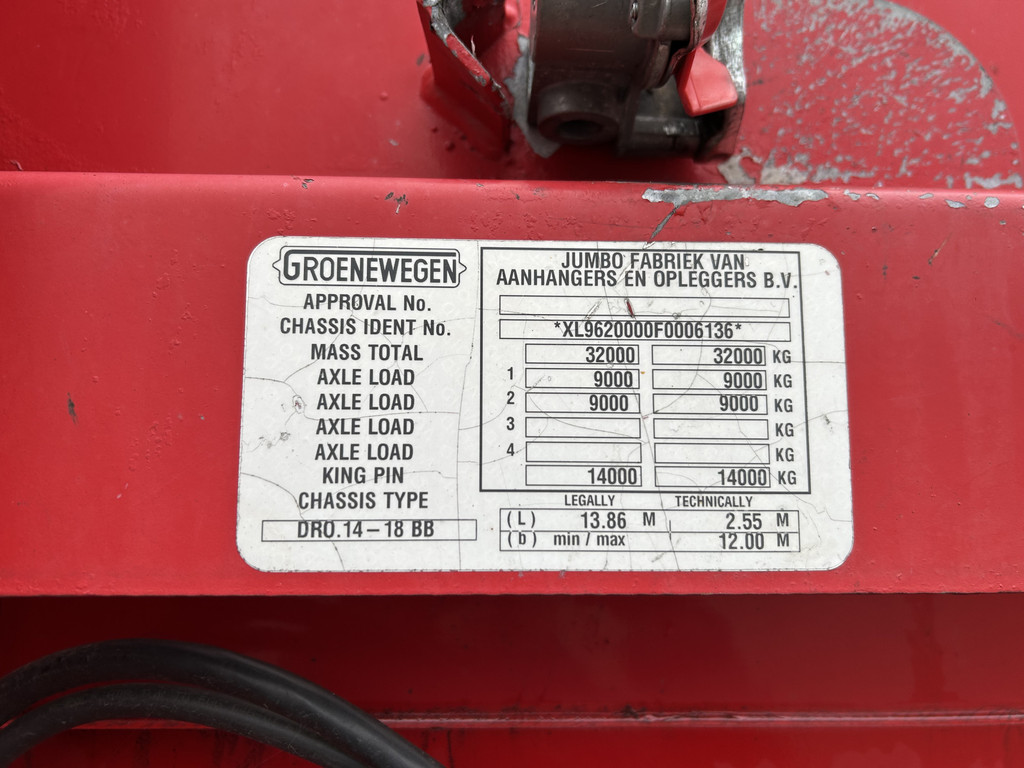 GROENEWEGEN
JUMBO FABRIEK VAN
AANHANGERS EN OPLEGGERS B.V.
APPROVAL No.
CHASSIS IDENT No. *XL9620000F0006136*
MASS TOTAL 32000 32000 KG
AXLE LOAD 1 9000 9000 KG
AXLE LOAD 2 9000 9000 KG
AXLE LOAD 3 KG
AXLE LOAD 4 KG
KING PIN 14000 14000 KG
CHASSIS TYPE LEGALLY TECHNICALLY
DRO.14-18 BB (L) 13.86 M 2.55 M
(b) min / max 12.00 M